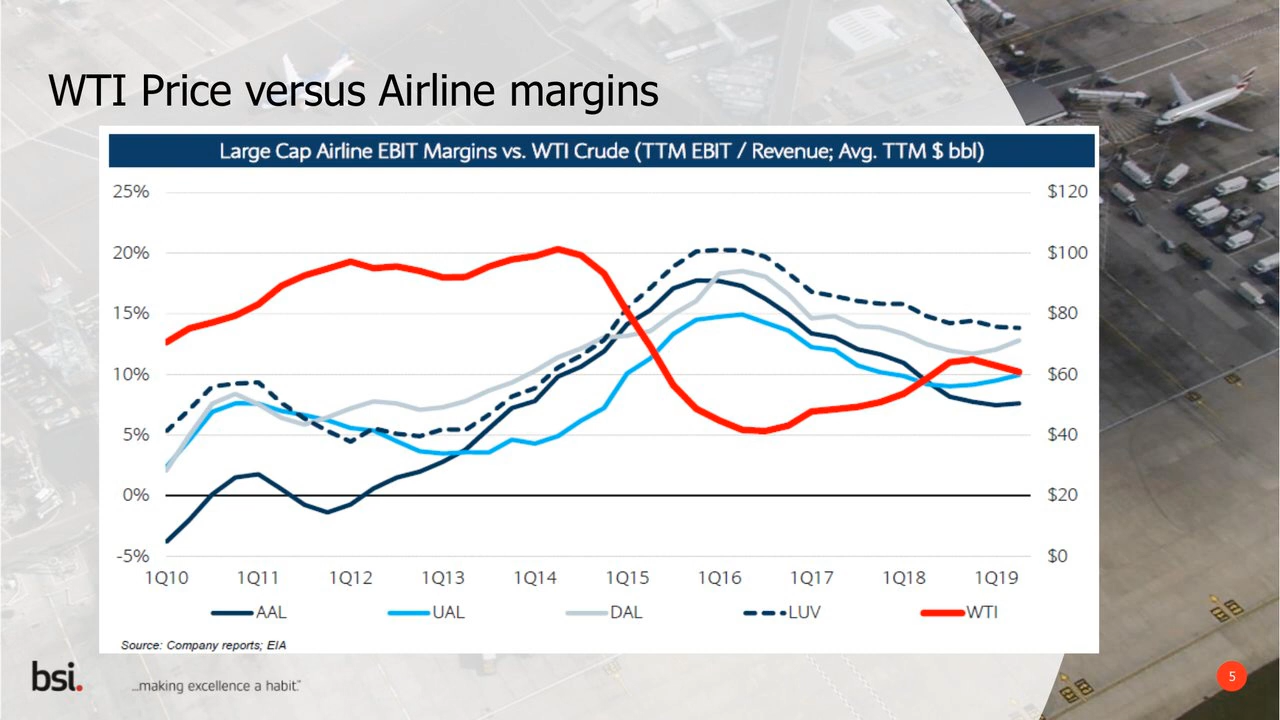 WTI Price versus Airline margins
Large Cap Airline EBIT Margins vs. WTI Crude (TTM EBIT / Revenue; Avg. TTM $ bbl)
25% $120
20% $100
15% $80
10% $60
5% $40
0% $20
-5% $0
1Q10 1Q11 1Q12 1Q13 1Q14 1Q15 1Q16 1Q17 1Q18 1Q19
AAL UAL DAL LUV WTI
Source: Company reports; EIA
bsi. ...making excellence a habit.™
5